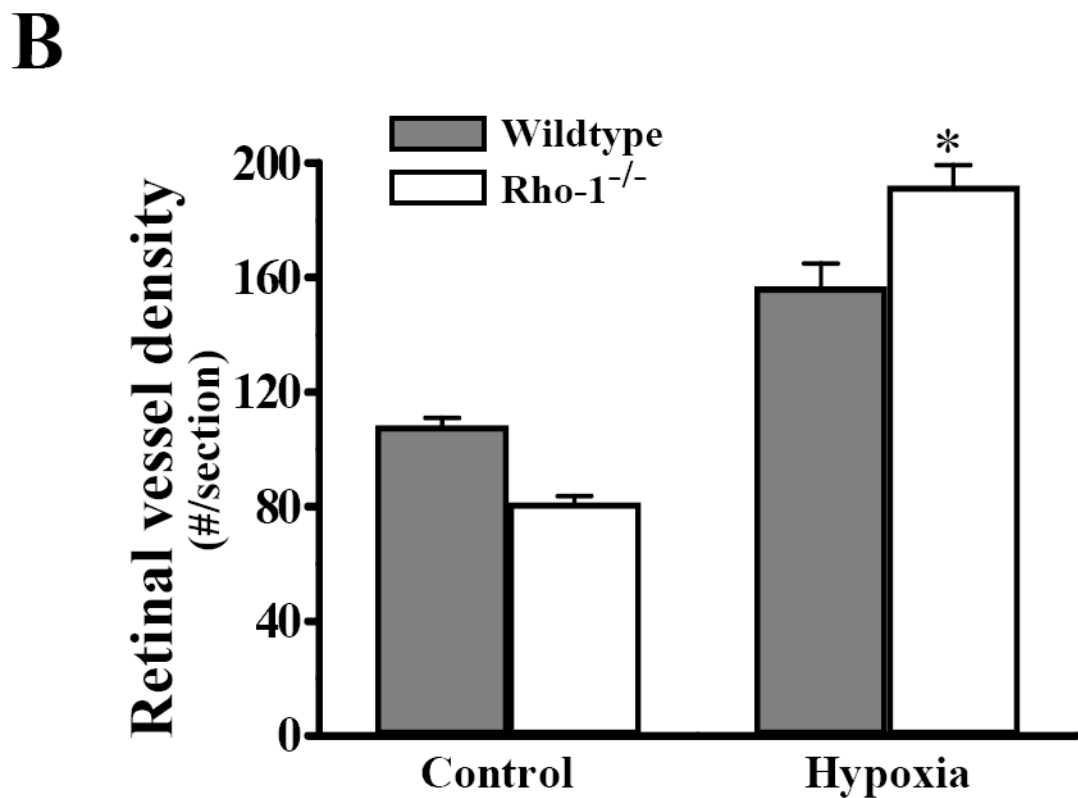 B
Wildtype
Rho-1-/-
*
200
160
120
80
40
0
Retinal vessel density
(#/section)
Control
Hypoxia